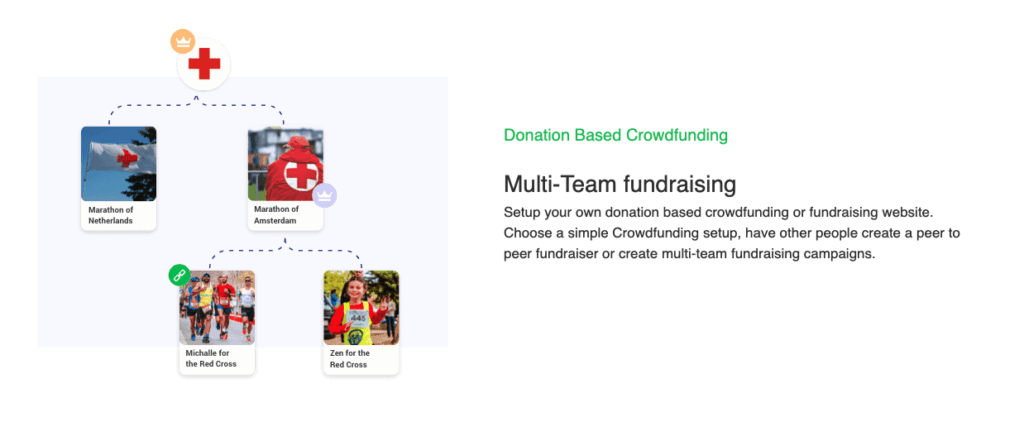 Donation Based Crowdfunding
Multi-Team fundraising
Setup your own donation based crowdfunding or fundraising website.
Choose a simple Crowdfunding setup, have other people create a peer to
peer fundraiser or create multi-team fundraising campaigns.
Marathon of
Netherlands
Marathon of
Amsterdam
Michalle for
the Red Cross
445
Zen for the
Red Cross